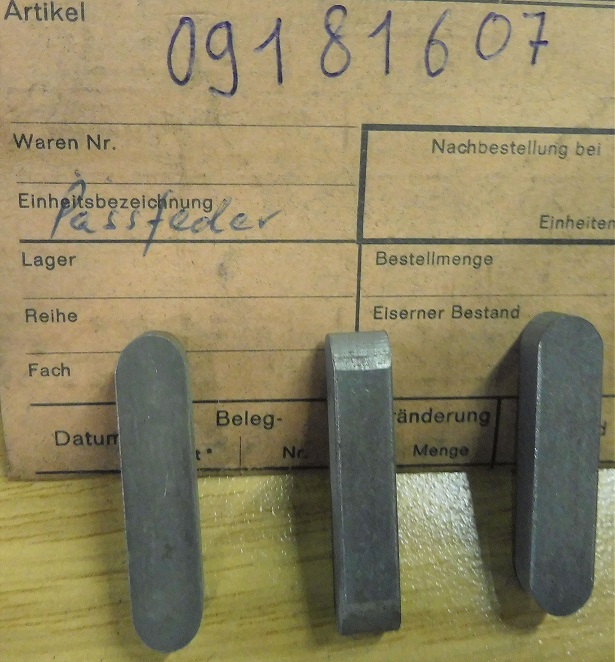 Artikel 09181607
Waren Nr.
Nachbestellung bei
Einheitsbezeichnung
Passfeder
Einheiten
Lager
Bestellmenge
Reihe
Eiserner Bestand
Fach
Beleg-
änderung
Datum
Nr.
Menge